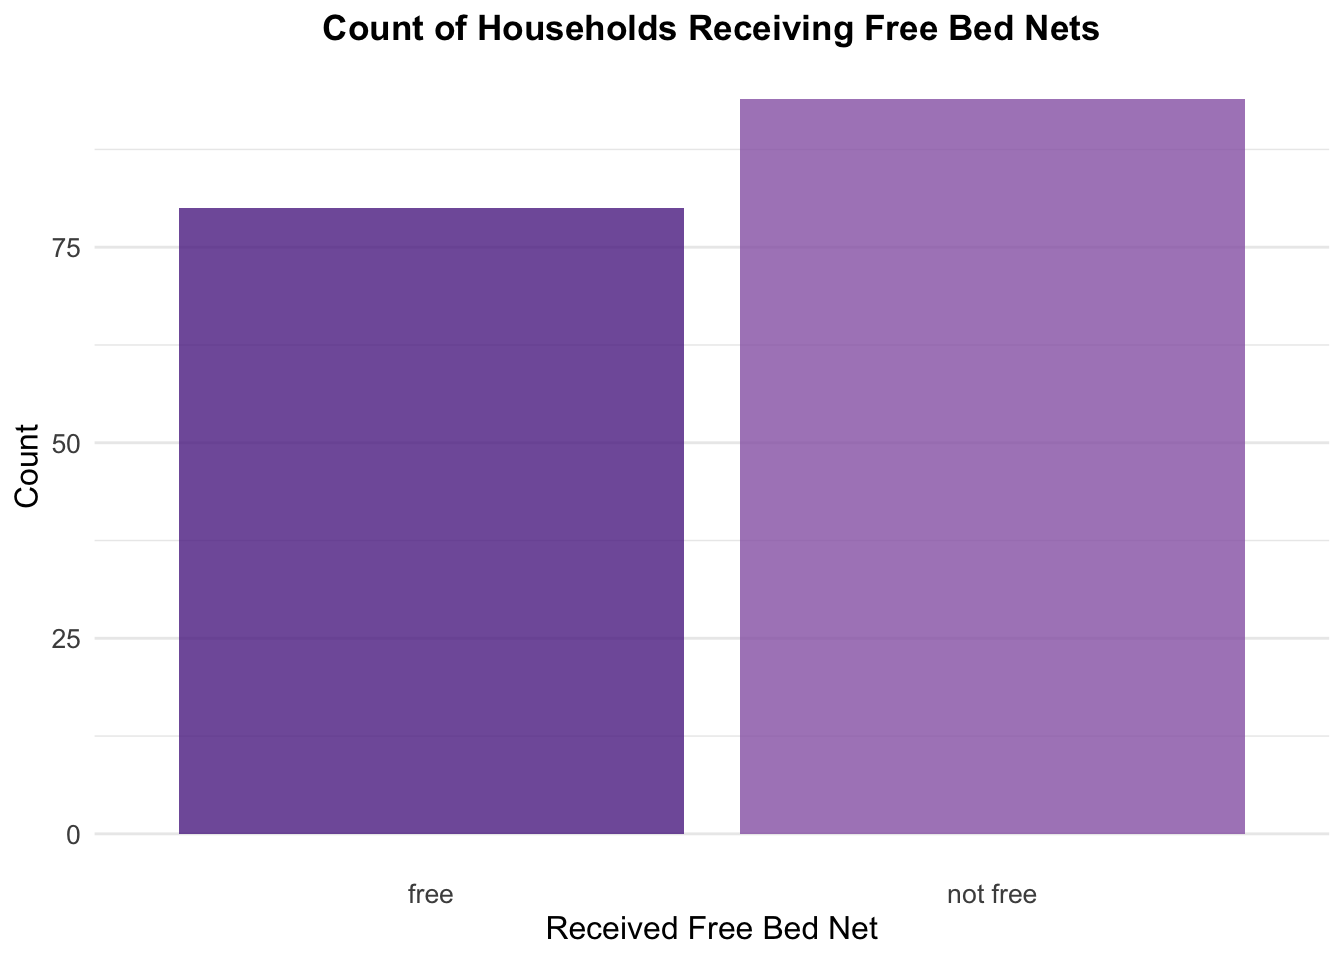 Count of Households Receiving Free Bed Nets
75
50
25
0
Count
free
not free
Received Free Bed Net